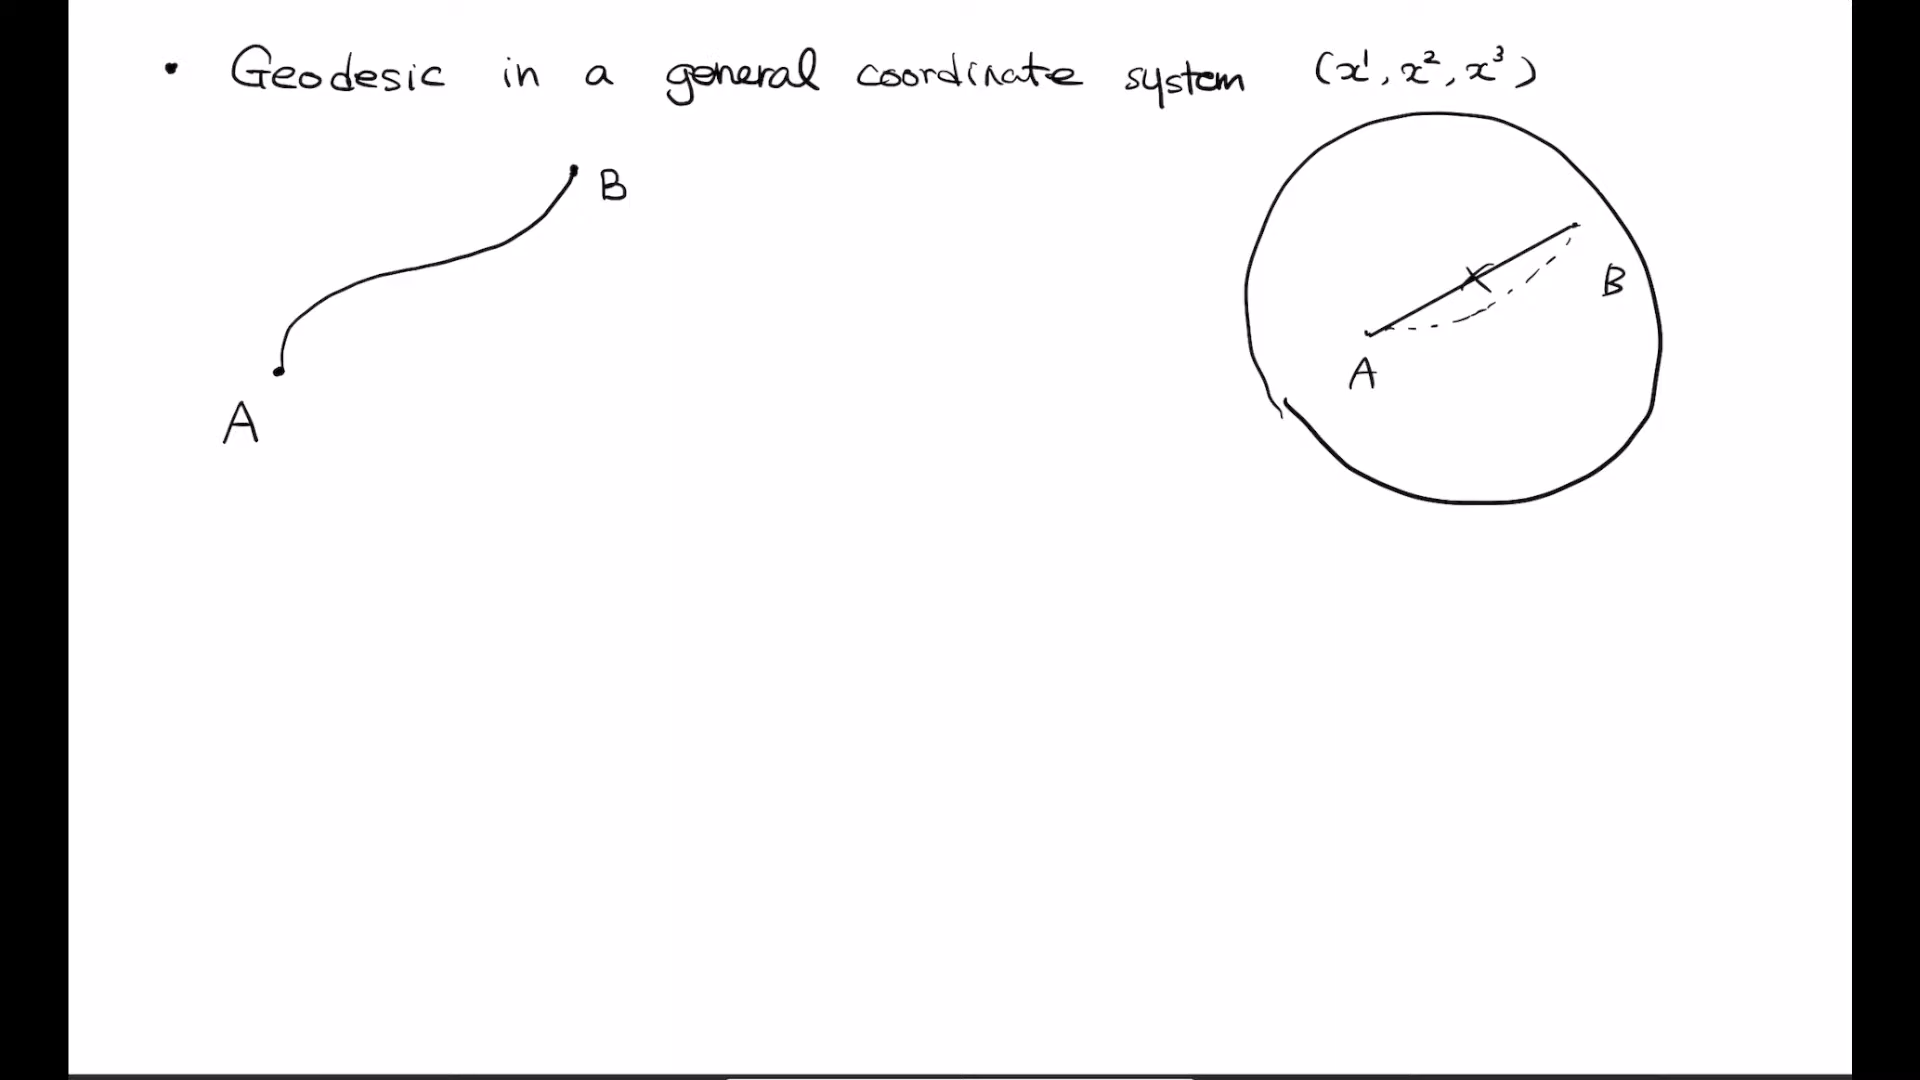 • Geodesic in a general coordinate system (x¹, x², x³)
B
B
A
A